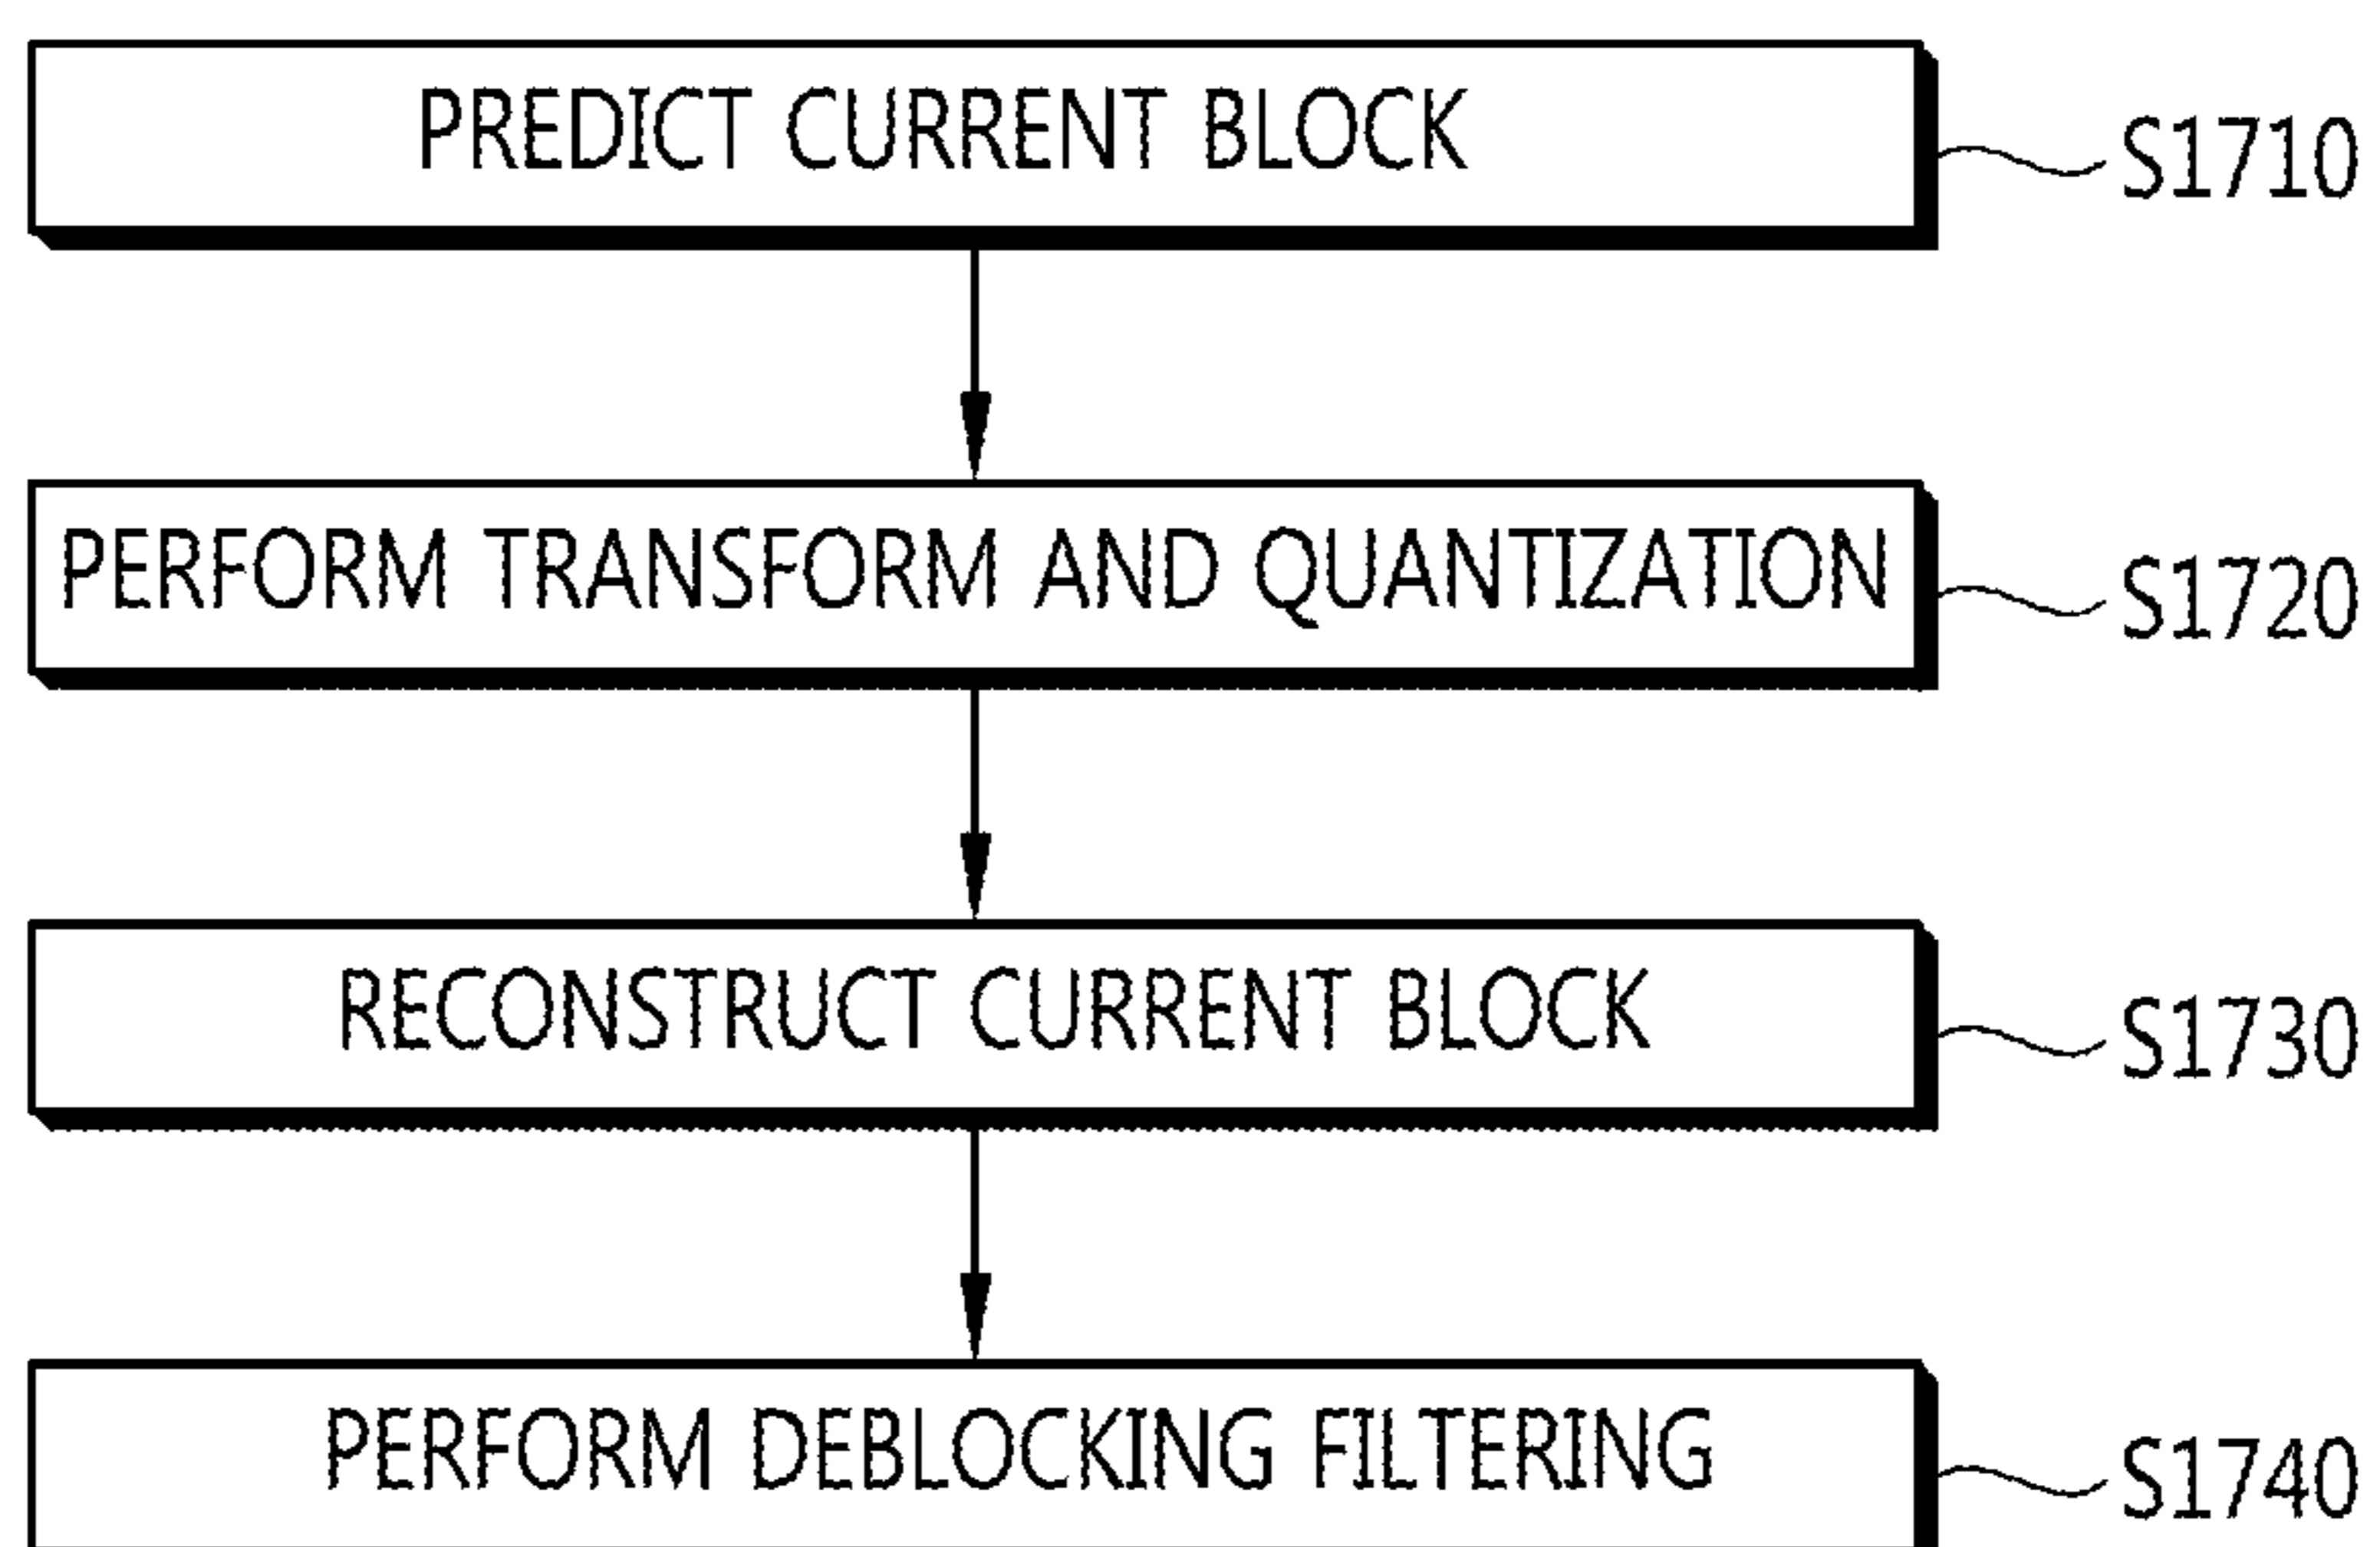 PREDICT CURRENT BLOCK
S1710
PERFORM TRANSFORM AND QUANTIZATION
S1720
RECONSTRUCT CURRENT BLOCK
S1730
PERFORM DEBLOCKING FILTERING
S1740